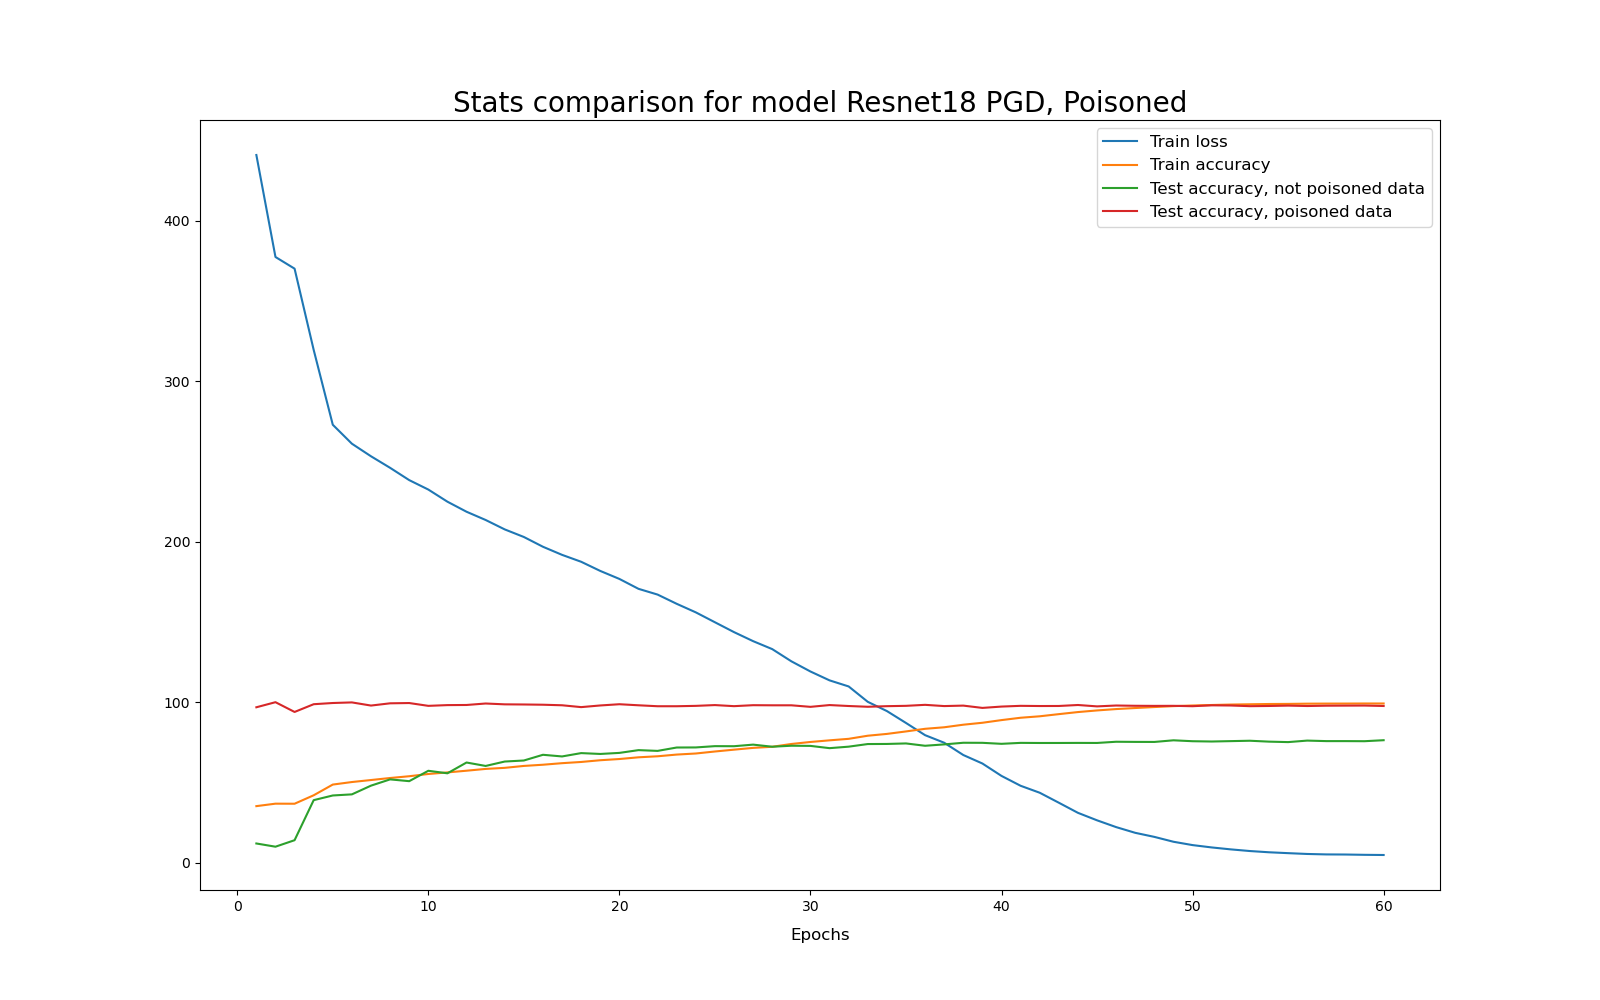 Stats comparison for model Resnet18 PGD, Poisoned
Train loss
Train accuracy
Test accuracy, not poisoned data
Test accuracy, poisoned data
400
300
200
100
0
0 10 20 30 40 50 60
Epochs